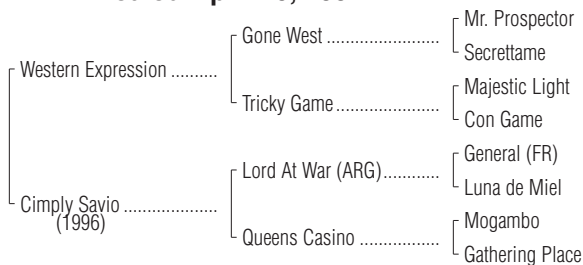 Mr. Prospector
Gone West ........................
Secrettame
Western Expression ..........
Majestic Light
Tricky Game ......................
Con Game
General (FR)
Lord At War (ARG)............
Luna de Miel
Cimply Savio ....................
(1996)
Mogambo
Queens Casino .................
Gathering Place